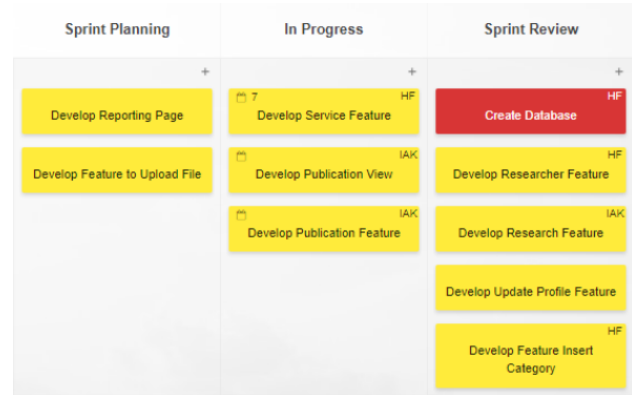 Sprint Planning
In Progress
Sprint Review
+
+
+
Develop Reporting Page
Develop Feature to Upload File
7 HF
Develop Service Feature
IAK
Develop Publication View
IAK
Develop Publication Feature
HF
Create Database
HF
Develop Researcher Feature
IAK
Develop Research Feature
Develop Update Profile Feature
HF
Develop Feature Insert
Category